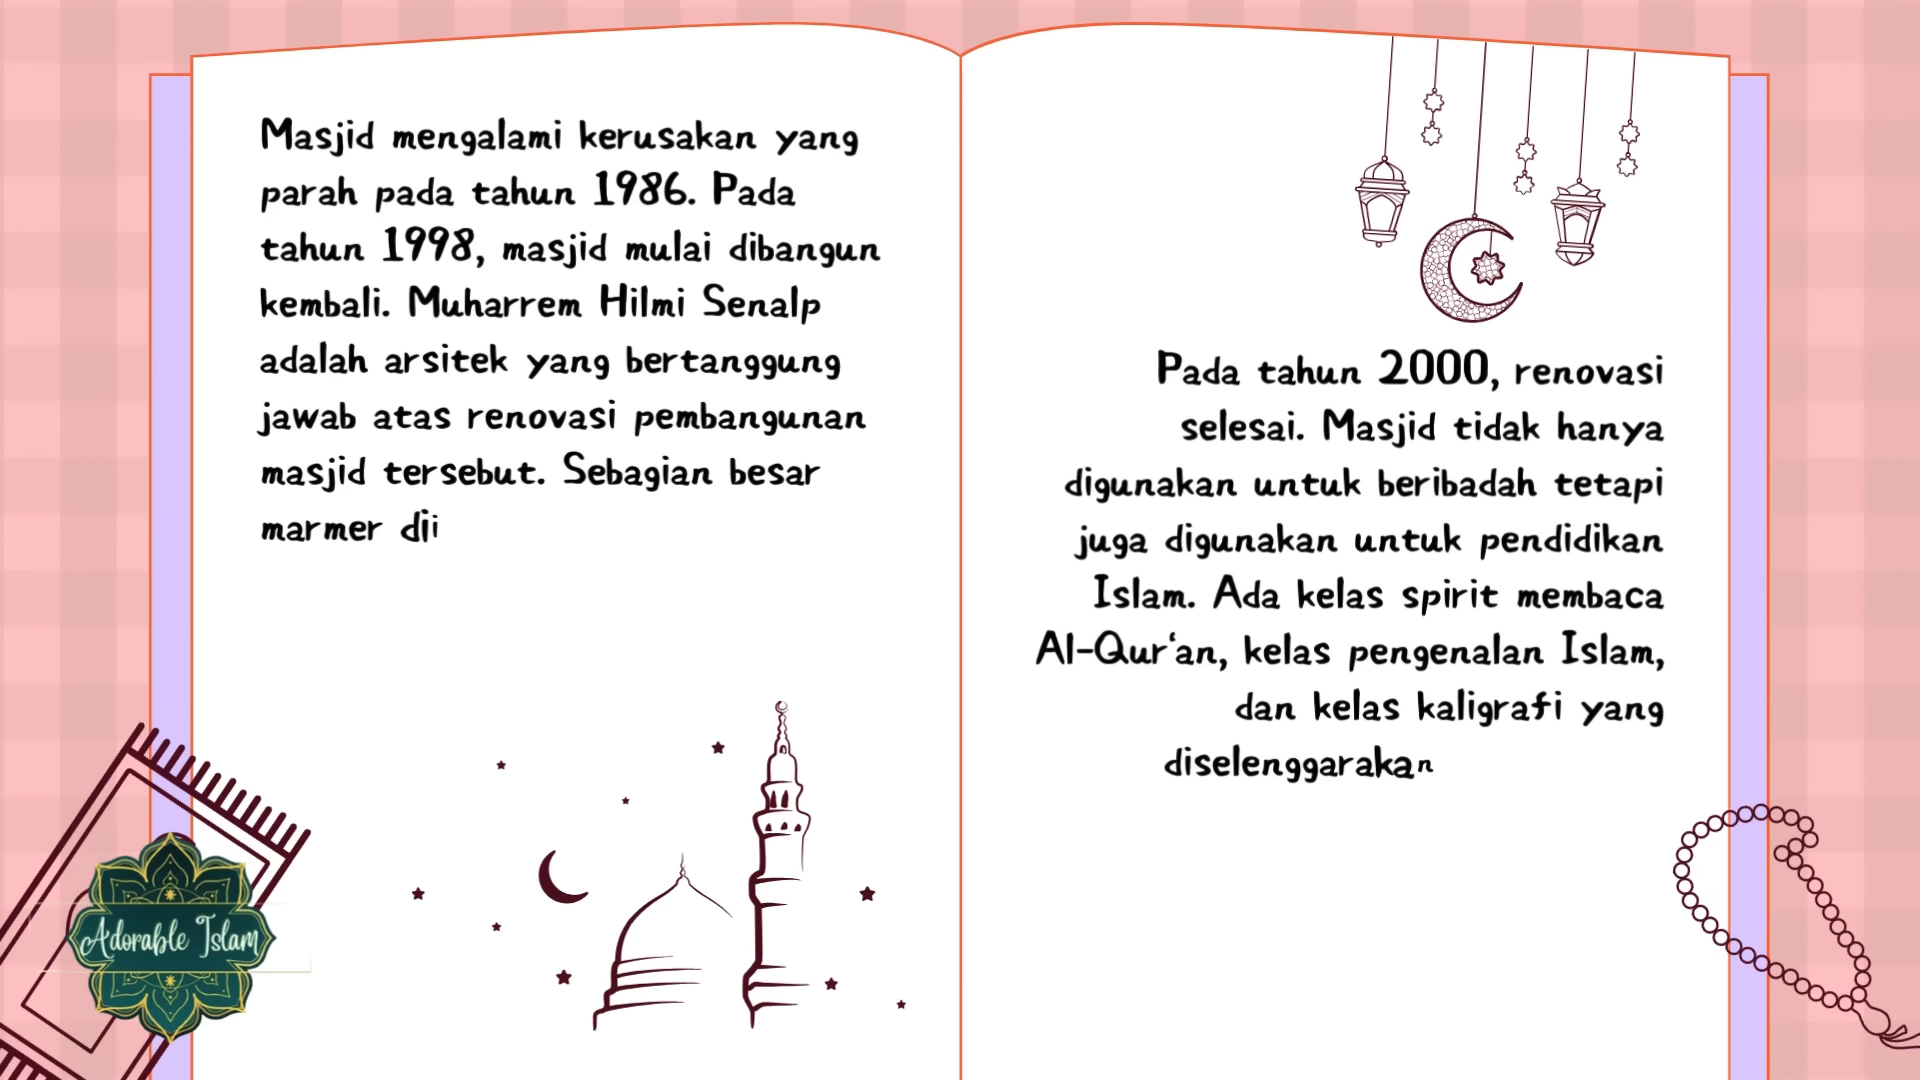 Masjid mengalami kerusakan yang
parah pada tahun 1986. Pada
tahun 1998, masjid mulai dibangun
kembali. Muharrem Hilmi Senalp
adalah arsitek yang bertanggung
jawab atas renovasi pembangunan
masjid tersebut. Sebagian besar
marmer
Pada tahun 2000, renovasi
selesai. Masjid tidak hanya
digunakan untuk beribadah tetapi
juga digunakan untuk pendidikan
Islam. Ada kelas spirit membaca
Al-Qur‘an, kelas pengenalan Islam,
dan kelas kaligrafi yang
diselenggarakan
Adorable Islam